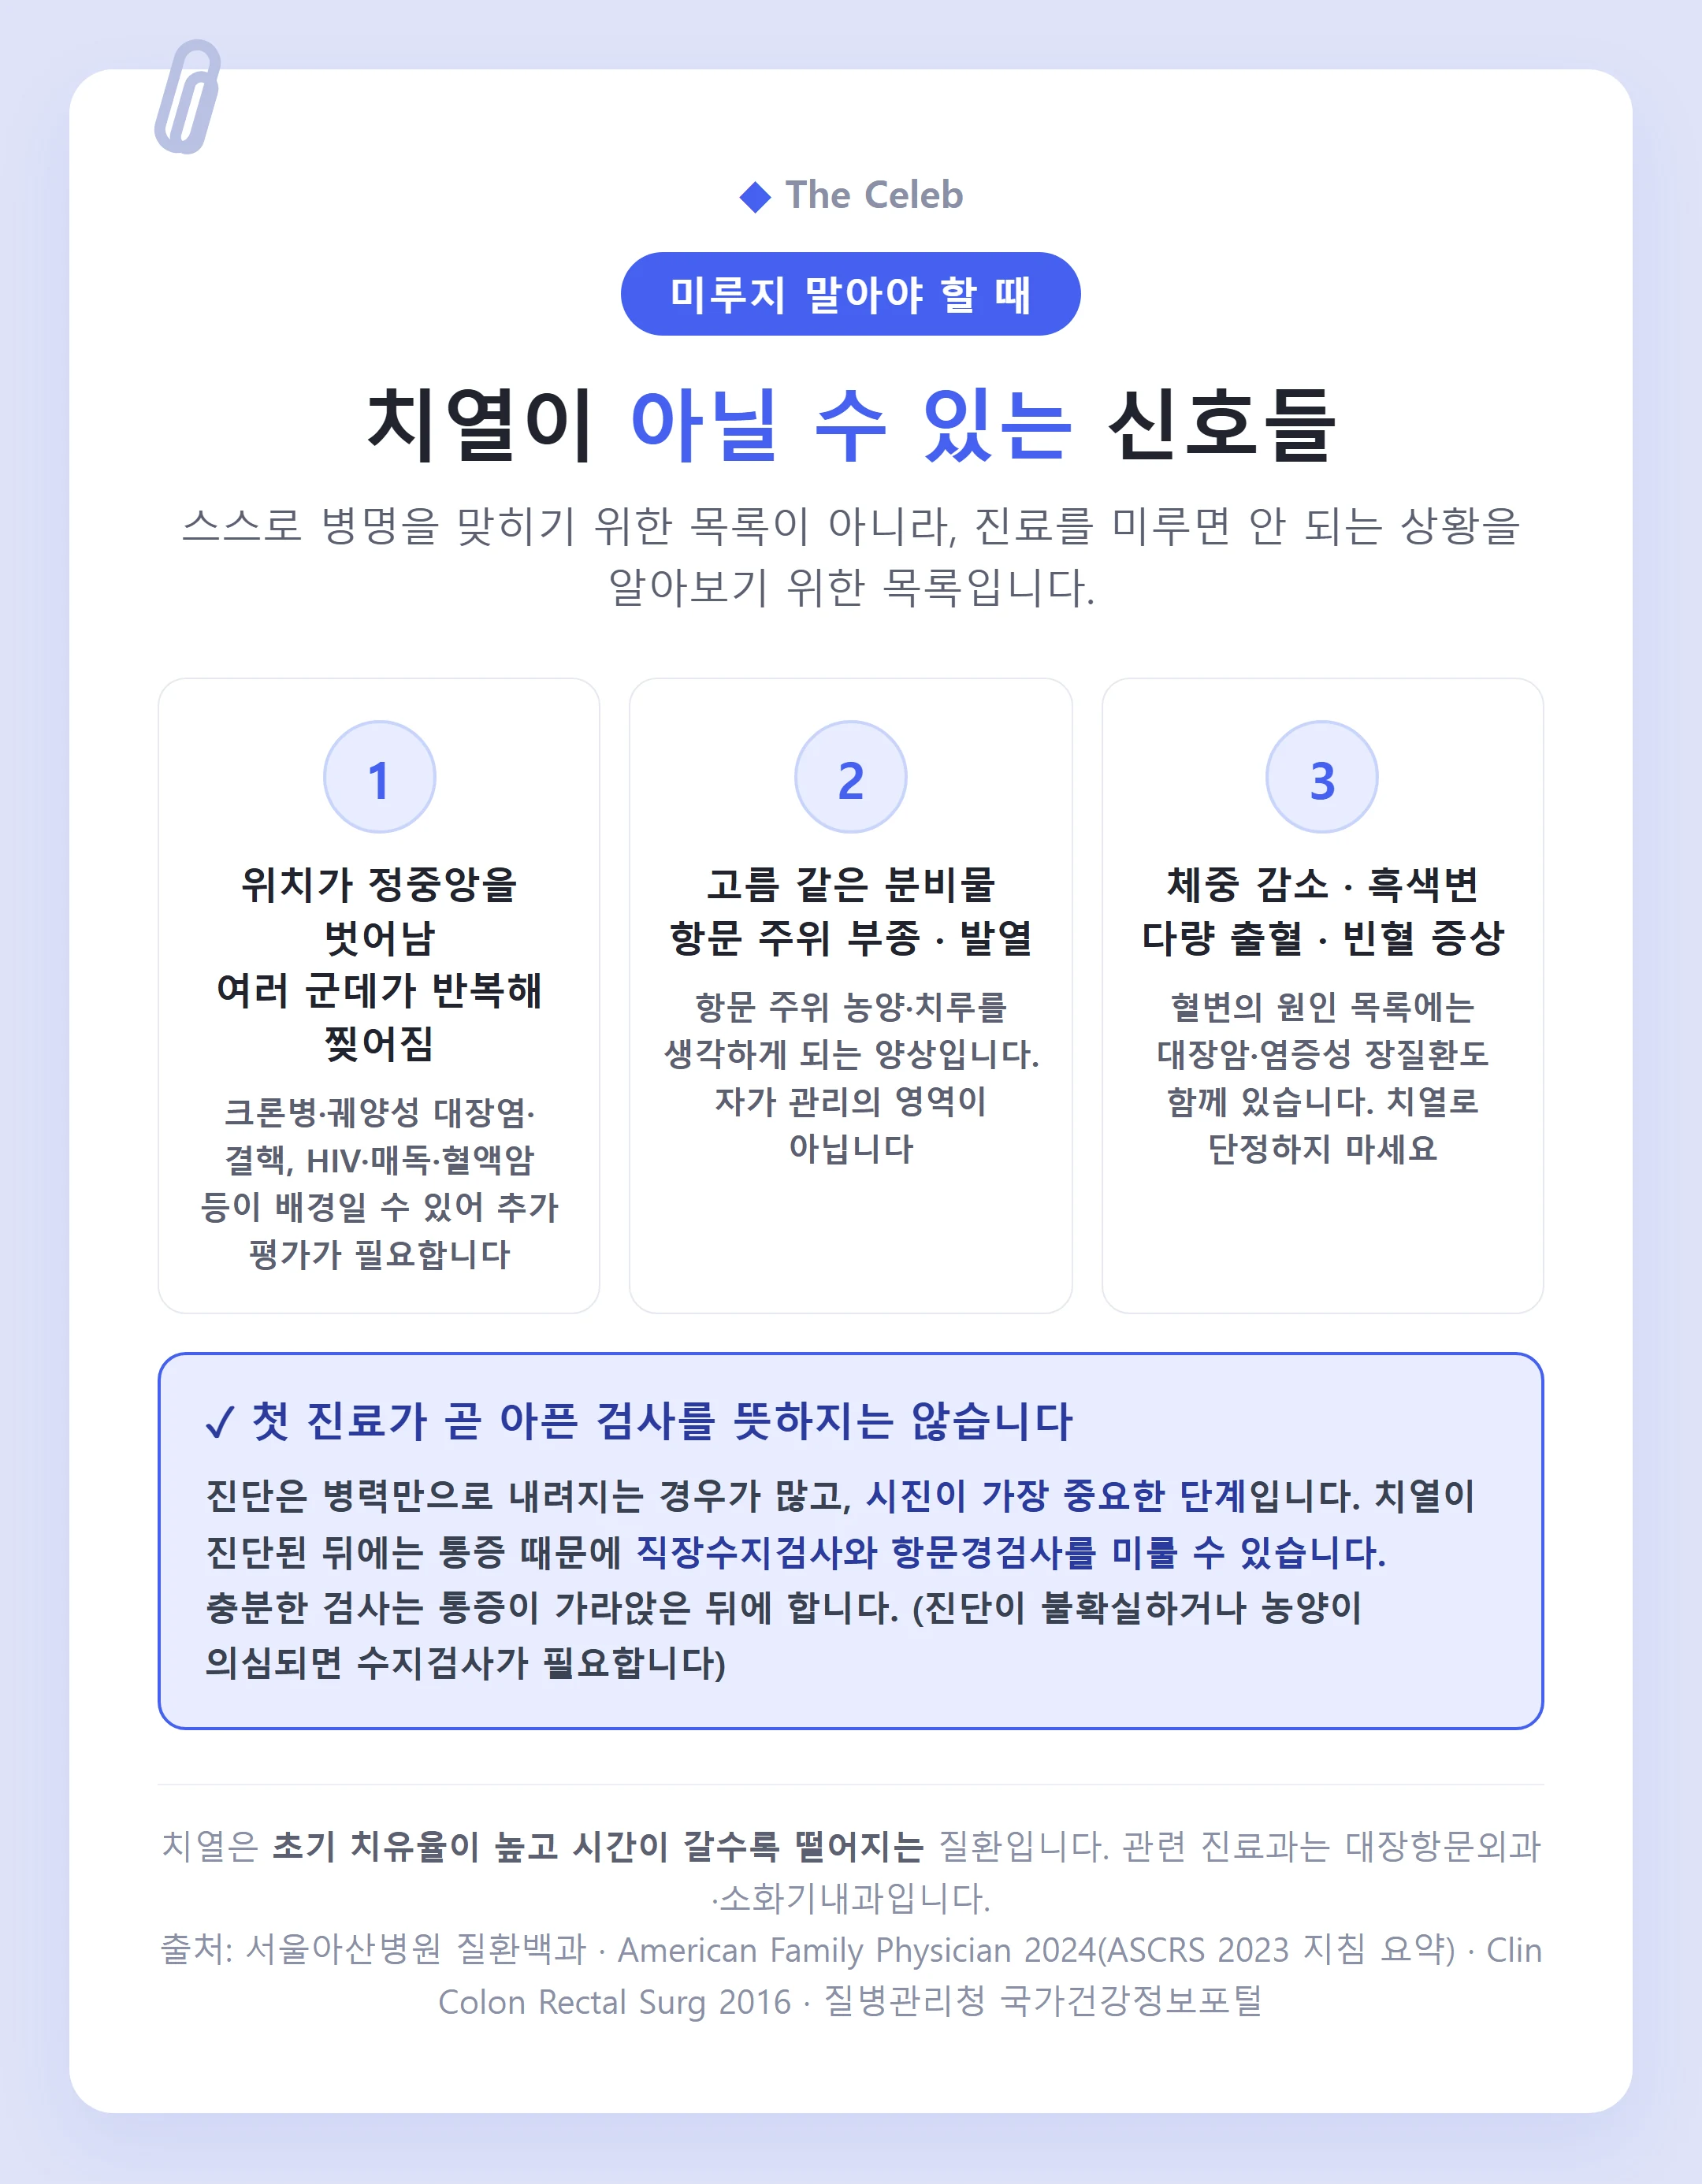 ◆ The Celeb
미루지 말아야 할 때
치열이 아닐 수 있는 신호들
스스로 병명을 맞히기 위한 목록이 아니라, 진료를 미루면 안 되는 상황을
알아보기 위한 목록입니다.
1
위치가 정중앙을
벗어남
여러 군데가 반복해
찢어짐
크론병·궤양성 대장염·
결핵, HIV·매독·혈액암
등이 배경일 수 있어 추가
평가가 필요합니다
2
고름 같은 분비물
항문 주위 부종 · 발열
항문 주위 농양·치루를
생각하게 되는 양상입니다.
자가 관리의 영역이
아닙니다
3
체중 감소 · 흑색변
다량 출혈 · 빈혈 증상
혈변의 원인 목록에는
대장암·염증성 장질환도
함께 있습니다. 치열로
단정하지 마세요
✓ 첫 진료가 곧 아픈 검사를 뜻하지는 않습니다
진단은 병력만으로 내려지는 경우가 많고, 시진이 가장 중요한 단계입니다. 치열이
진단된 뒤에는 통증 때문에 직장수지검사와 항문경검사를 미룰 수 있습니다.
충분한 검사는 통증이 가라앉은 뒤에 합니다. (진단이 불확실하거나 농양이
의심되면 수지검사가 필요합니다)
치열은 초기 치유율이 높고 시간이 갈수록 떨어지는 질환입니다. 관련 진료과는 대장항문외과
·소화기내과입니다.
출처: 서울아산병원 질환백과 · American Family Physician 2024(ASCRS 2023 지침 요약) · Clin
Colon Rectal Surg 2016 · 질병관리청 국가건강정보포털